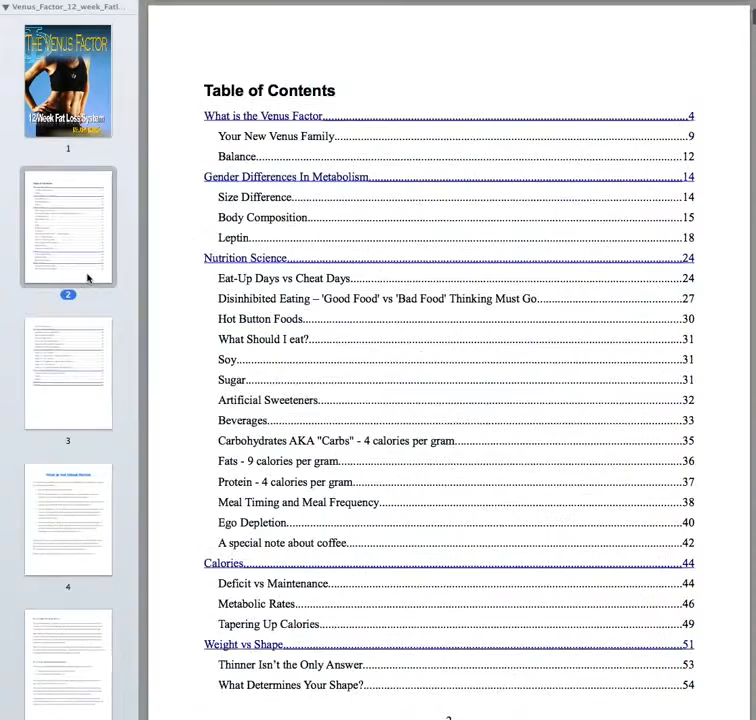 Venus_Factor_12_week_Fatl...
THE VENUS FACTOR
12 Week Fat Loss System
1
2
3
4
Table of Contents
What is the Venus Factor 4
Your New Venus Family 9
Balance 12
Gender Differences In Metabolism 14
Size Difference 14
Body Composition 15
Leptin 18
Nutrition Science 24
Eat-Up Days vs Cheat Days 24
Disinhibited Eating – 'Good Food' vs 'Bad Food' Thinking Must Go 27
Hot Button Foods 30
What Should I eat? 31
Soy 31
Sugar 31
Artificial Sweeteners 32
Beverages 33
Carbohydrates AKA "Carbs" - 4 calories per gram 35
Fats - 9 calories per gram 36
Protein - 4 calories per gram 37
Meal Timing and Meal Frequency 38
Ego Depletion 40
A special note about coffee 42
Calories 44
Deficit vs Maintenance 44
Metabolic Rates 46
Tapering Up Calories 49
Weight vs Shape 51
Thinner Isn't the Only Answer 53
What Determines Your Shape? 54